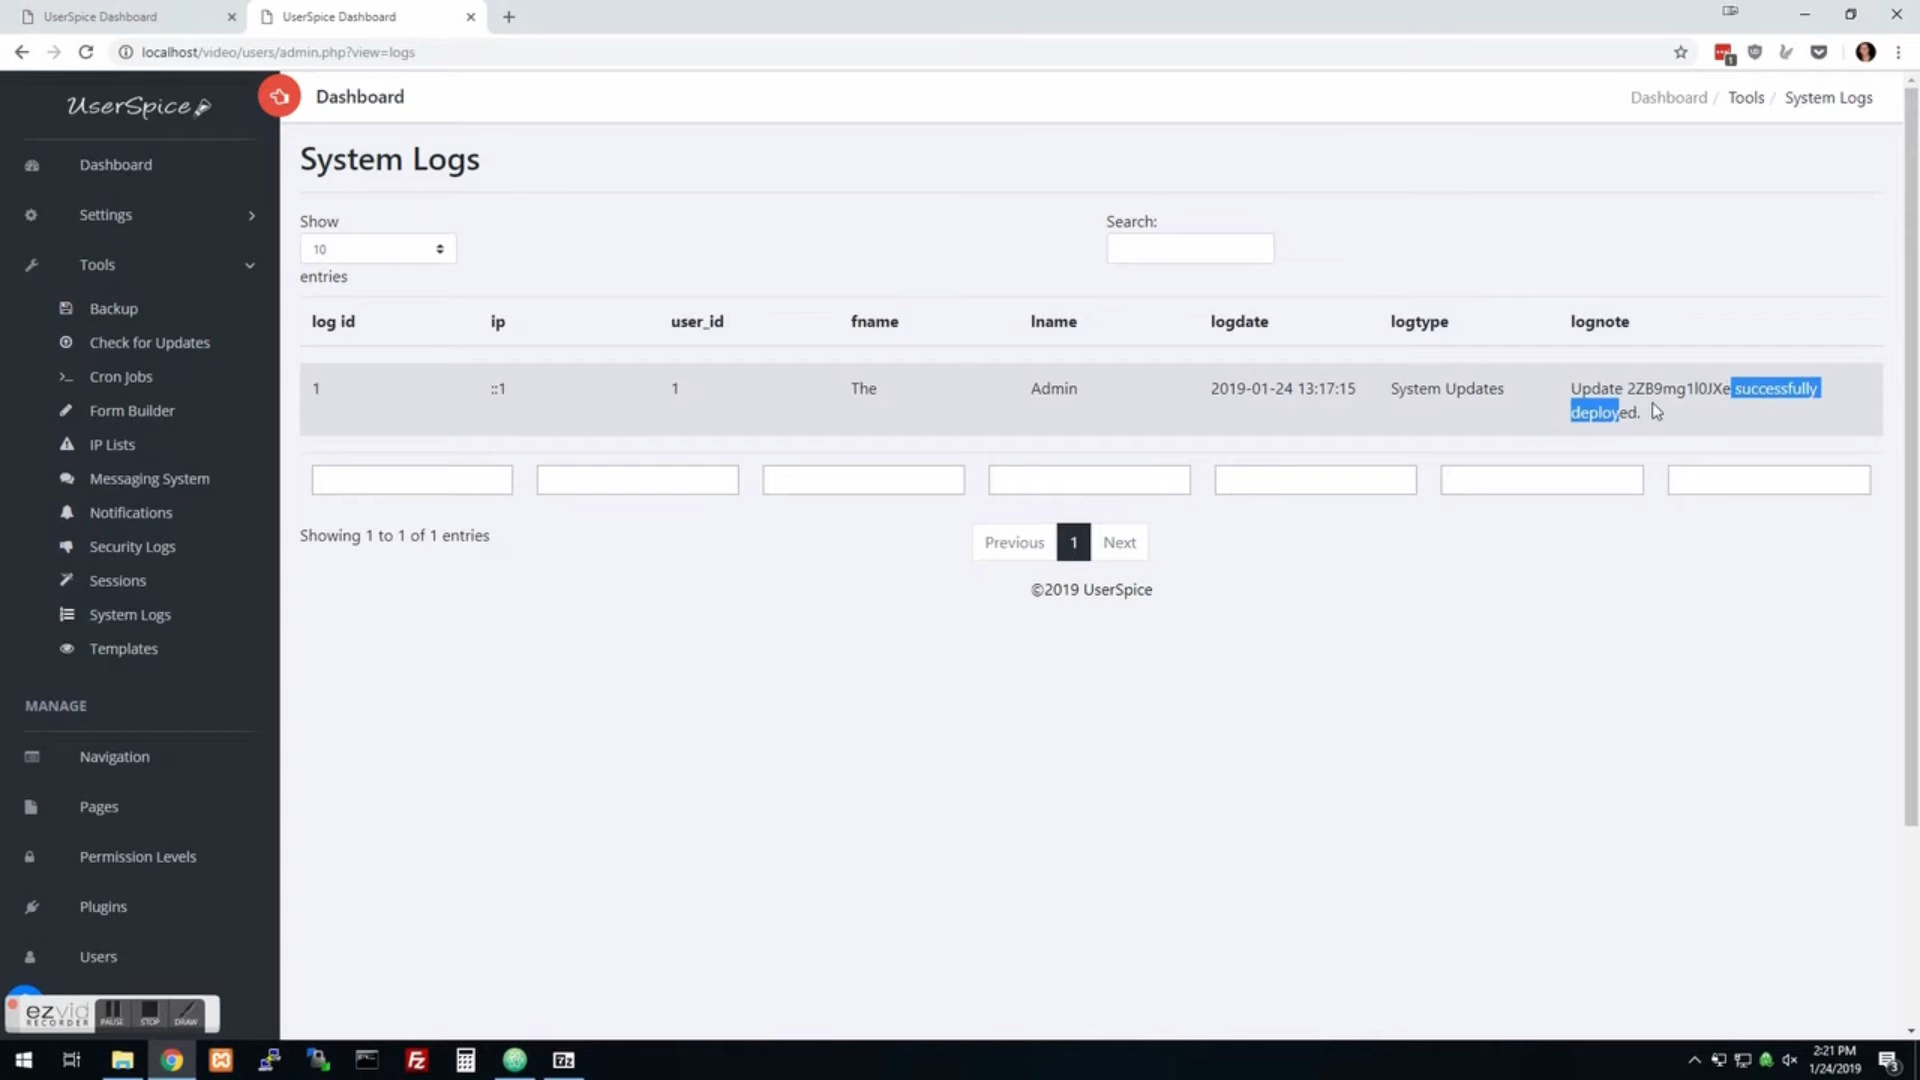 UserSpice Dashboard
UserSpice Dashboard
localhost/video/users/admin.php?view=logs
UserSpice
Dashboard
Dashboard / Tools / System Logs
Dashboard
Settings
Tools
Backup
Check for Updates
Cron Jobs
Form Builder
IP Lists
Messaging System
Notifications
Security Logs
Sessions
System Logs
Templates
MANAGE
Navigation
Pages
Permission Levels
Plugins
Users
System Logs
Show
10
entries
Search:
log id ip user_id fname lname logdate logtype lognote
1 ::1 1 The Admin 2019-01-24 13:17:15 System Updates Update 2ZB9mg1l0JXe successfully
deployed.
Showing 1 to 1 of 1 entries
Previous 1 Next
©2019 UserSpice
ezvid
RECORDER
PAUSE STOP DRAW
2:21 PM
1/24/2019